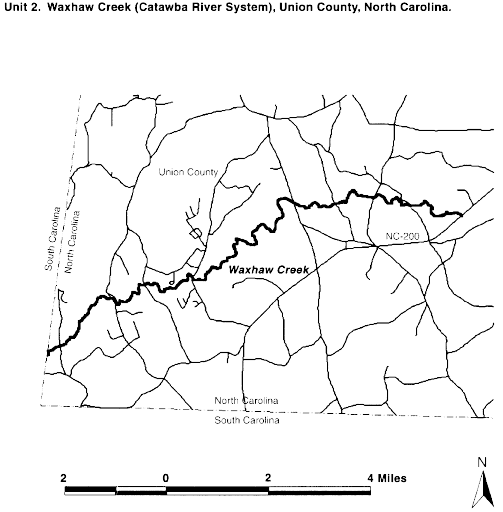 Unit 2. Waxhaw Creek (Catawba River System), Union County, North Carolina.
Union County
South Carolina
North Carolina
NC-200
Waxhaw Creek
North Carolina
South Carolina
2 0 2 4 Miles
N